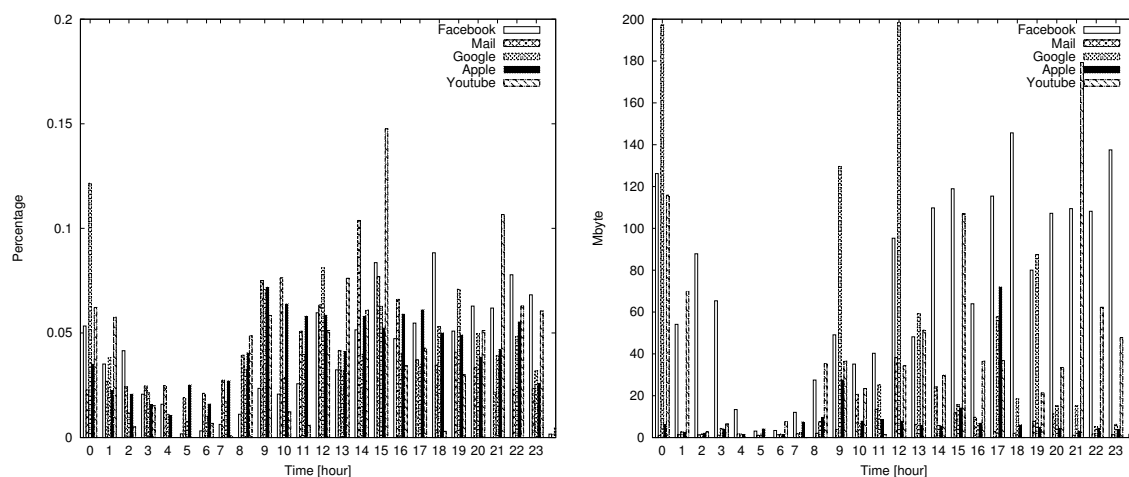 0.2
0.15
0.1
0.05
0
Percentage
Facebook
Mail
Google
Apple
Youtube
0 1 2 3 4 5 6 7 8 9 10 11 12 13 14 15 16 17 18 19 20 21 22 23
Time [hour]
200
180
160
140
120
100
80
60
40
20
0
Mbyte
Facebook
Mail
Google
Apple
Youtube
0 1 2 3 4 5 6 7 8 9 10 11 12 13 14 15 16 17 18 19 20 21 22 23
Time [hour]